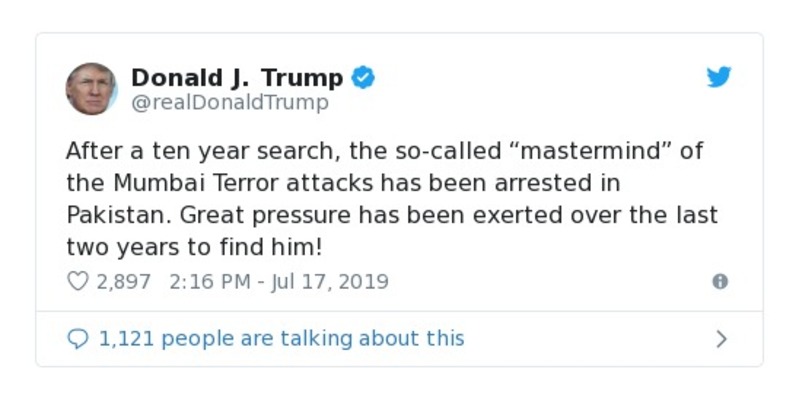 Donald J. Trump
@realDonaldTrump
After a ten year search, the so-called “mastermind” of
the Mumbai Terror attacks has been arrested in
Pakistan. Great pressure has been exerted over the last
two years to find him!
2,897 2:16 PM - Jul 17, 2019
1,121 people are talking about this